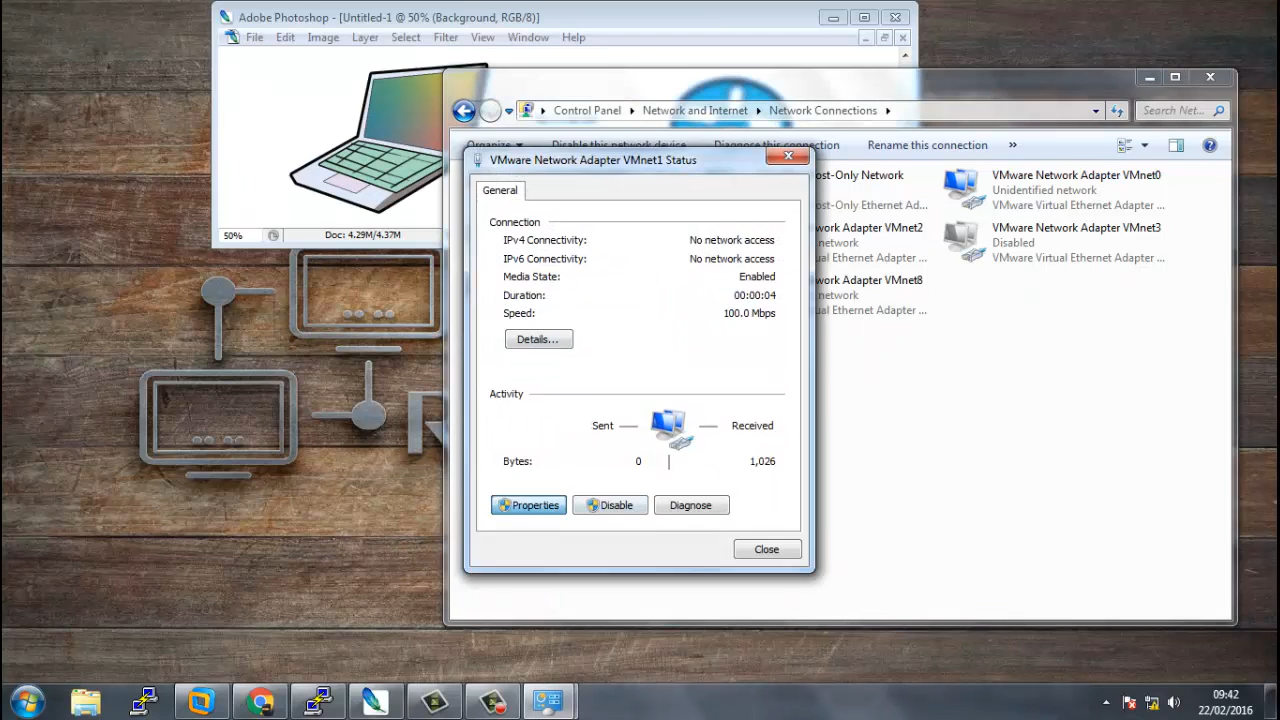 Adobe Photoshop - [Untitled-1 @ 50% (Background, RGB/8)]
File Edit Image Layer Select Filter View Window Help
50% Doc: 4.29M/4.37M
Control Panel Network and Internet Network Connections Search Net...
Organize Disable this network device Diagnose this connection Rename this connection »
ost-Only Network
ost-Only Ethernet Ad...
VMware Network Adapter VMnet0
Unidentified network
VMware Virtual Ethernet Adapter ...
work Adapter VMnet2
network
ual Ethernet Adapter ...
VMware Network Adapter VMnet3
Disabled
VMware Virtual Ethernet Adapter ...
work Adapter VMnet8
network
ual Ethernet Adapter ...
VMware Network Adapter VMnet1 Status
General
Connection
IPv4 Connectivity: No network access
IPv6 Connectivity: No network access
Media State: Enabled
Duration: 00:00:04
Speed: 100.0 Mbps
Details...
Activity
Sent Received
Bytes: 0 1,026
Properties Disable Diagnose
Close
09:42
22/02/2016